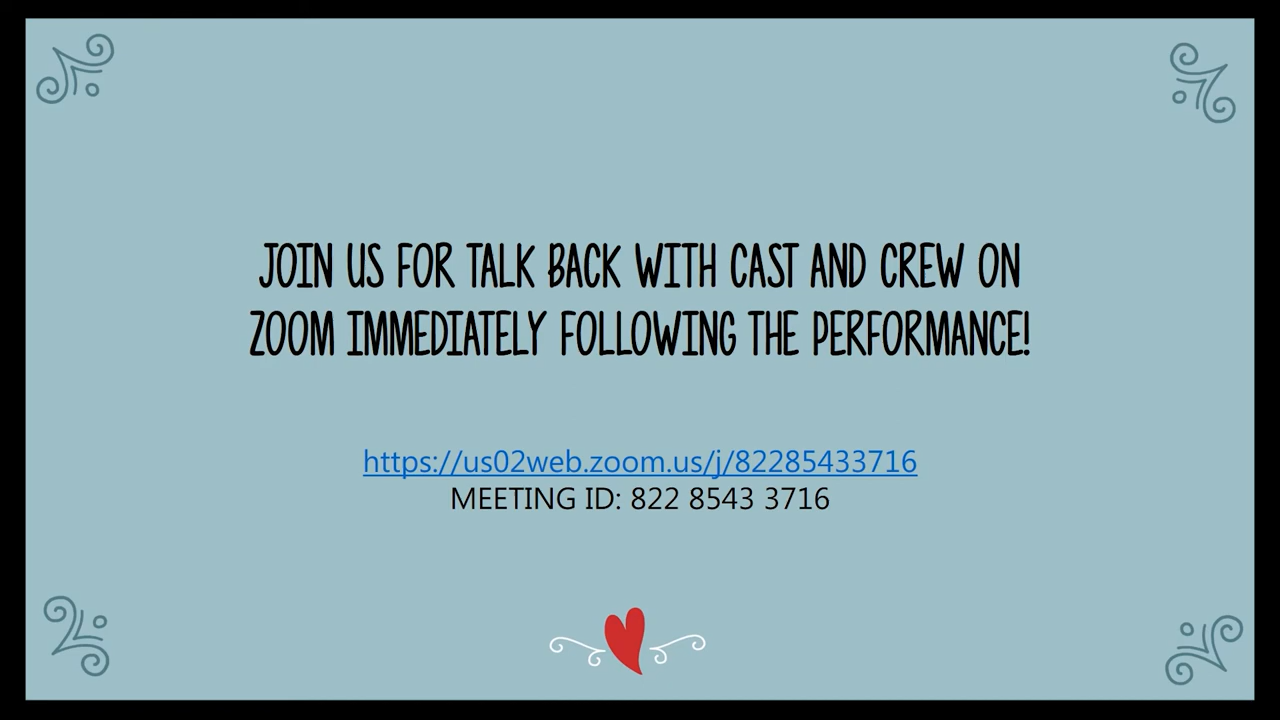 JOIN US FOR TALK BACK WITH CAST AND CREW ON
ZOOM IMMEDIATELY FOLLOWING THE PERFORMANCE!
https://us02web.zoom.us/j/82285433716
MEETING ID: 822 8543 3716